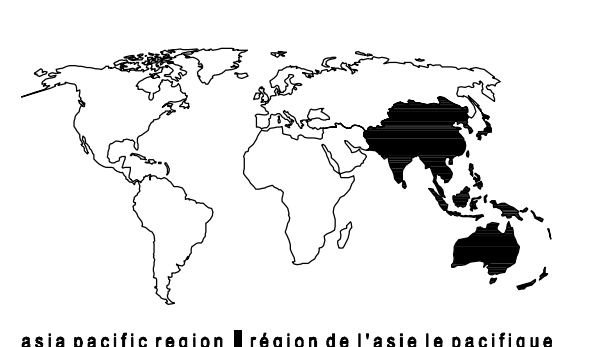 asia pacific region ▮ région de l'asie le pacifique